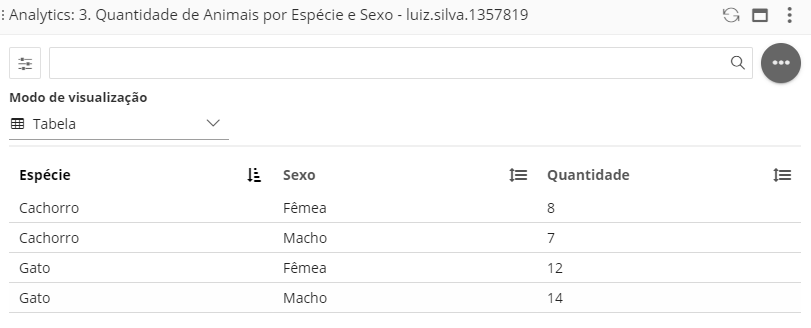 Analytics: 3. Quantidade de Animais por Espécie e Sexo - luiz.silva.1357819
Modo de visualização
Tabela
Espécie Sexo Quantidade
Cachorro Fêmea 8
Cachorro Macho 7
Gato Fêmea 12
Gato Macho 14